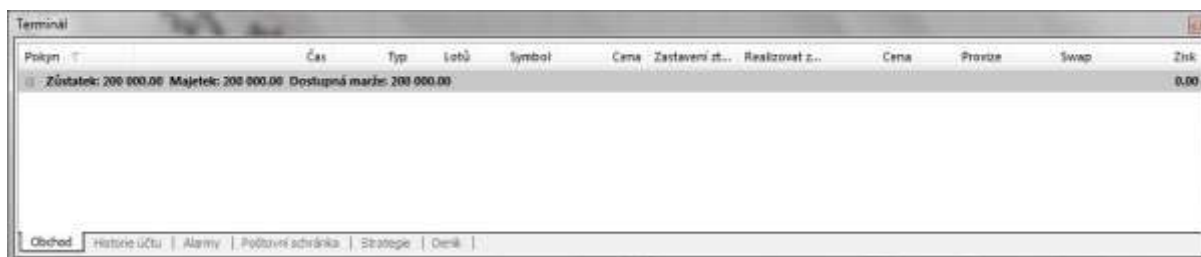 Terminál
Pokyn Čas Typ Lotů Symbol Cena Zastavení zt... Realizovat z... Cena Provize Swap Zisk
Zůstatek: 200 000.00 Majetek: 200 000.00 Dostupná marže: 200 000.00 0.00
Obchod | Historie účtu | Alarmy | Poštovní schránka | Strategie | Deník |